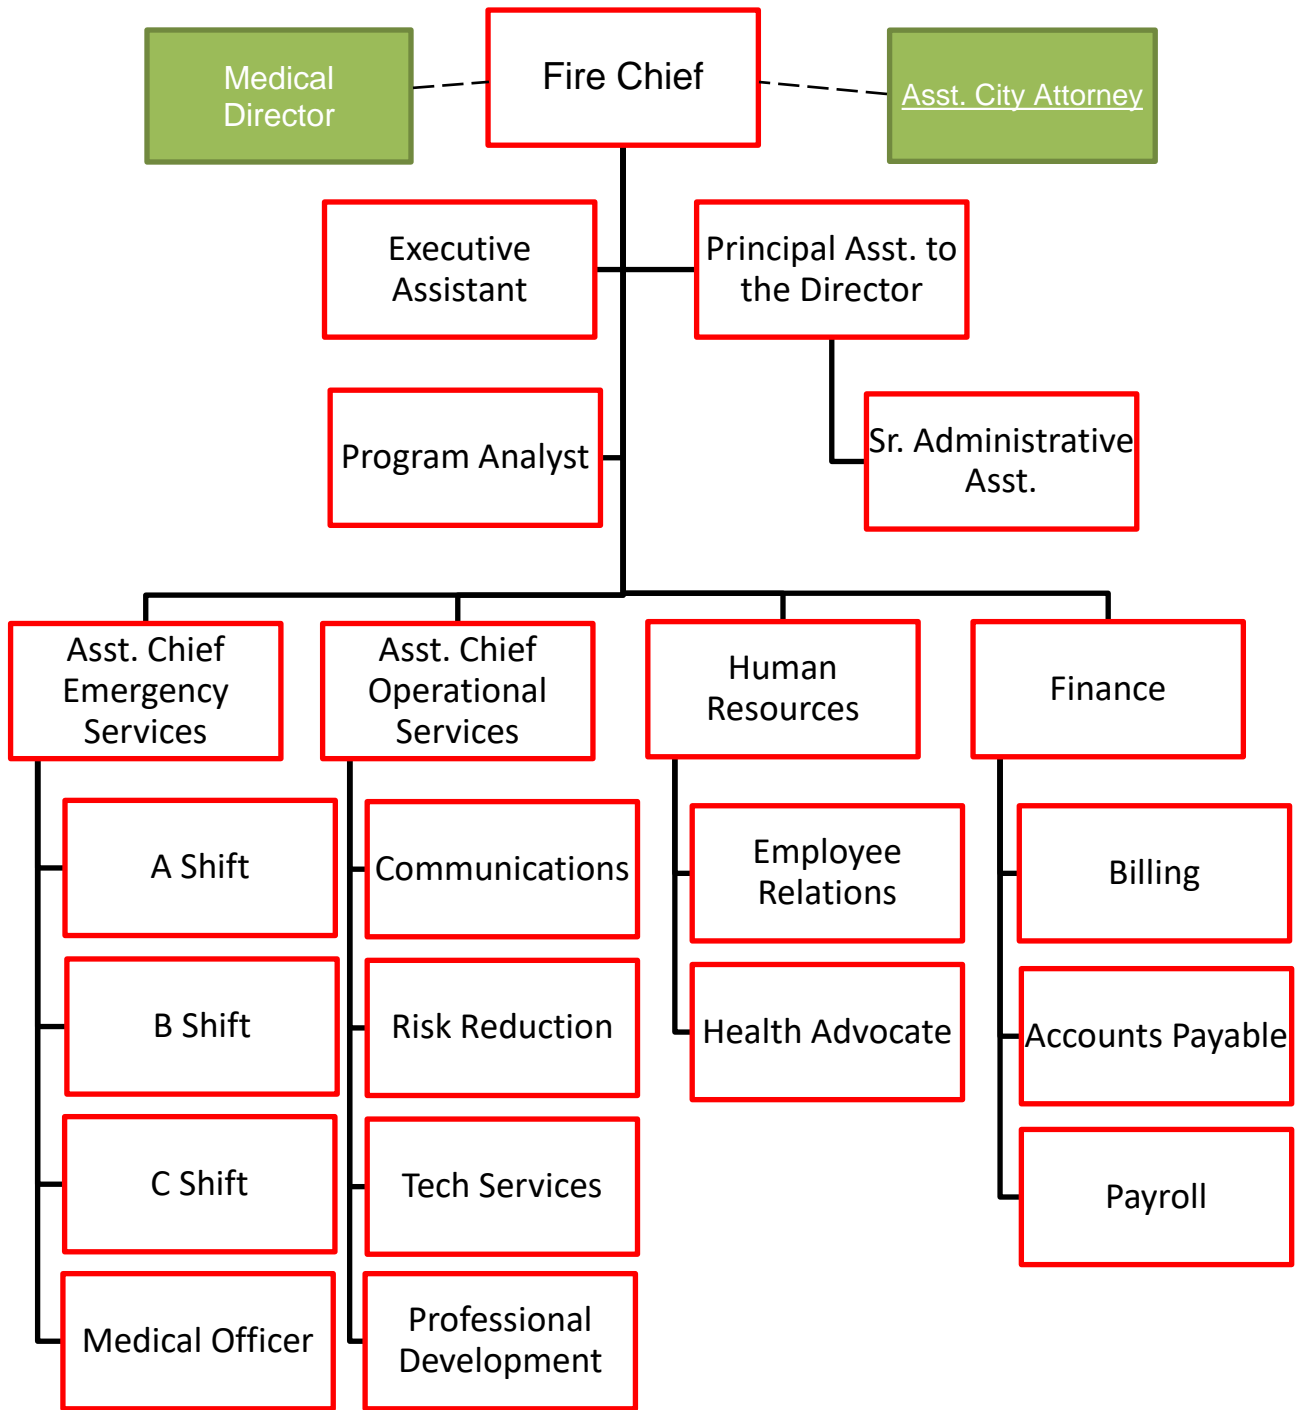 Medical
Director
Fire Chief
Asst. City Attorney
Executive
Assistant
Principal Asst. to
the Director
Program Analyst
Sr. Administrative
Asst.
Asst. Chief
Emergency
Services
Asst. Chief
Operational
Services
Human
Resources
Finance
A Shift
B Shift
C Shift
Medical Officer
Communications
Risk Reduction
Tech Services
Professional
Development
Employee
Relations
Health Advocate
Billing
Accounts Payable
Payroll